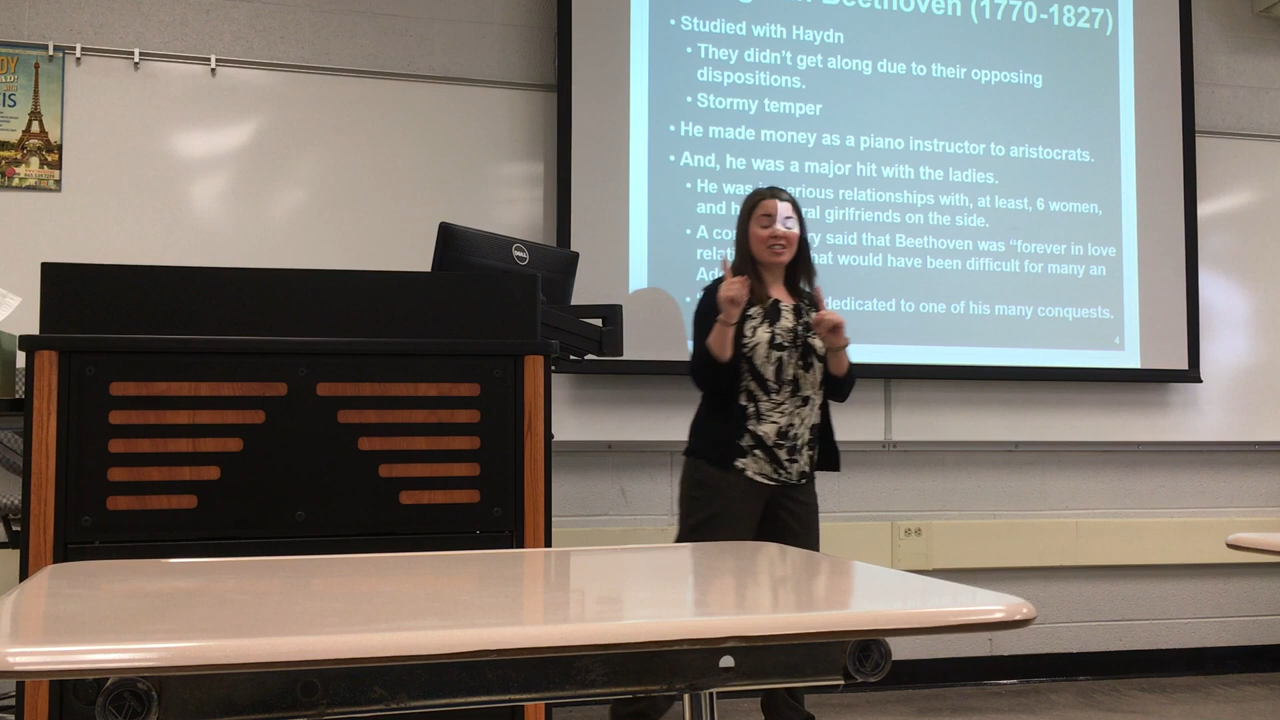 Beethoven (1770-1827)
• Studied with Haydn
• They didn't get along due to their opposing
dispositions.
• Stormy temper
• He made money as a piano instructor to aristocrats.
• And, he was a major hit with the ladies.
• He was relationships with, at least, 6 women,
and girlfriends on the side.
• A said that Beethoven was "forever in love
that would have been difficult for many an
dedicated to one of his many conquests.
4
DELL